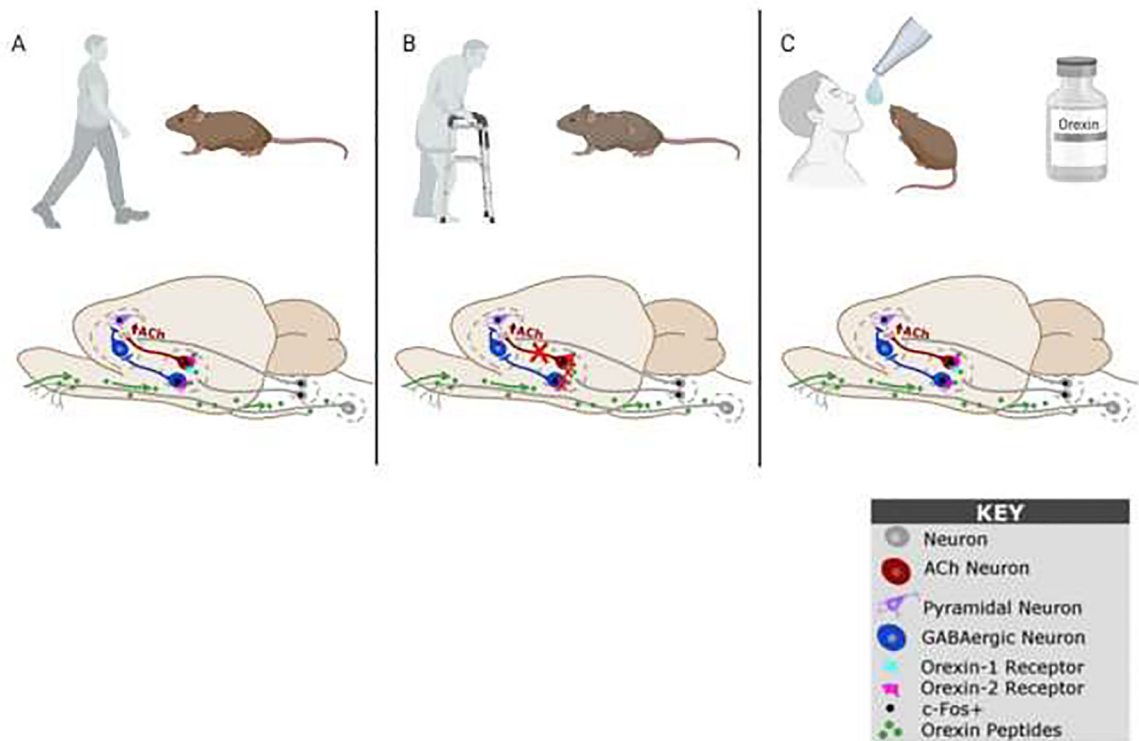 A
B
C
Orexin
↑ACh
↑ACh
↑ACh
KEY
Neuron
ACh Neuron
Pyramidal Neuron
GABAergic Neuron
Orexin-1 Receptor
Orexin-2 Receptor
c-Fos+
Orexin Peptides